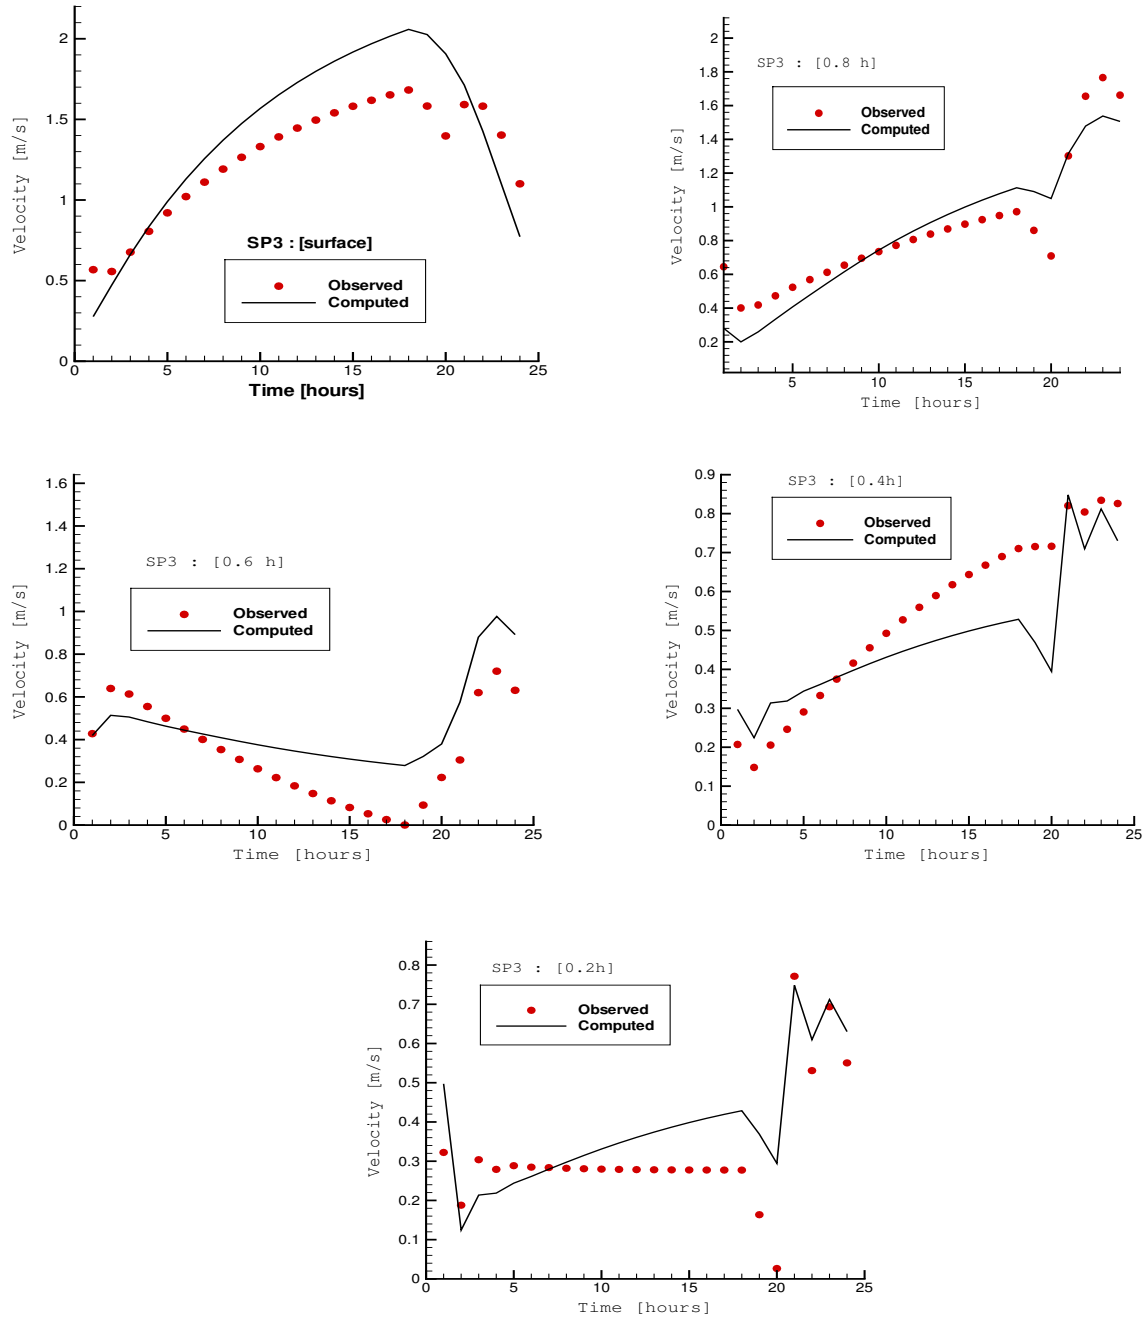 2
1.5
1
0.5
0
Velocity [m/s]
SP3 : [surface]
Observed
Computed
0 5 10 15 20 25
Time [hours]
2
1.8
1.6
1.4
1.2
1
0.8
0.6
0.4
0.2
Velocity [m/s]
SP3 : [0.8 h]
Observed
Computed
5 10 15 20
Time [hours]
1.6
1.4
1.2
1
0.8
0.6
0.4
0.2
0
Velocity [m/s]
SP3 : [0.6 h]
Observed
Computed
0 5 10 15 20 25
Time [hours]
0.9
0.8
0.7
0.6
0.5
0.4
0.3
0.2
0.1
0
Velocity [m/s]
SP3 : [0.4h]
Observed
Computed
0 5 10 15 20 25
Time [hours]
0.8
0.7
0.6
0.5
0.4
0.3
0.2
0.1
0
Velocity [m/s]
SP3 : [0.2h]
Observed
Computed
0 5 10 15 20 25
Time [hours]